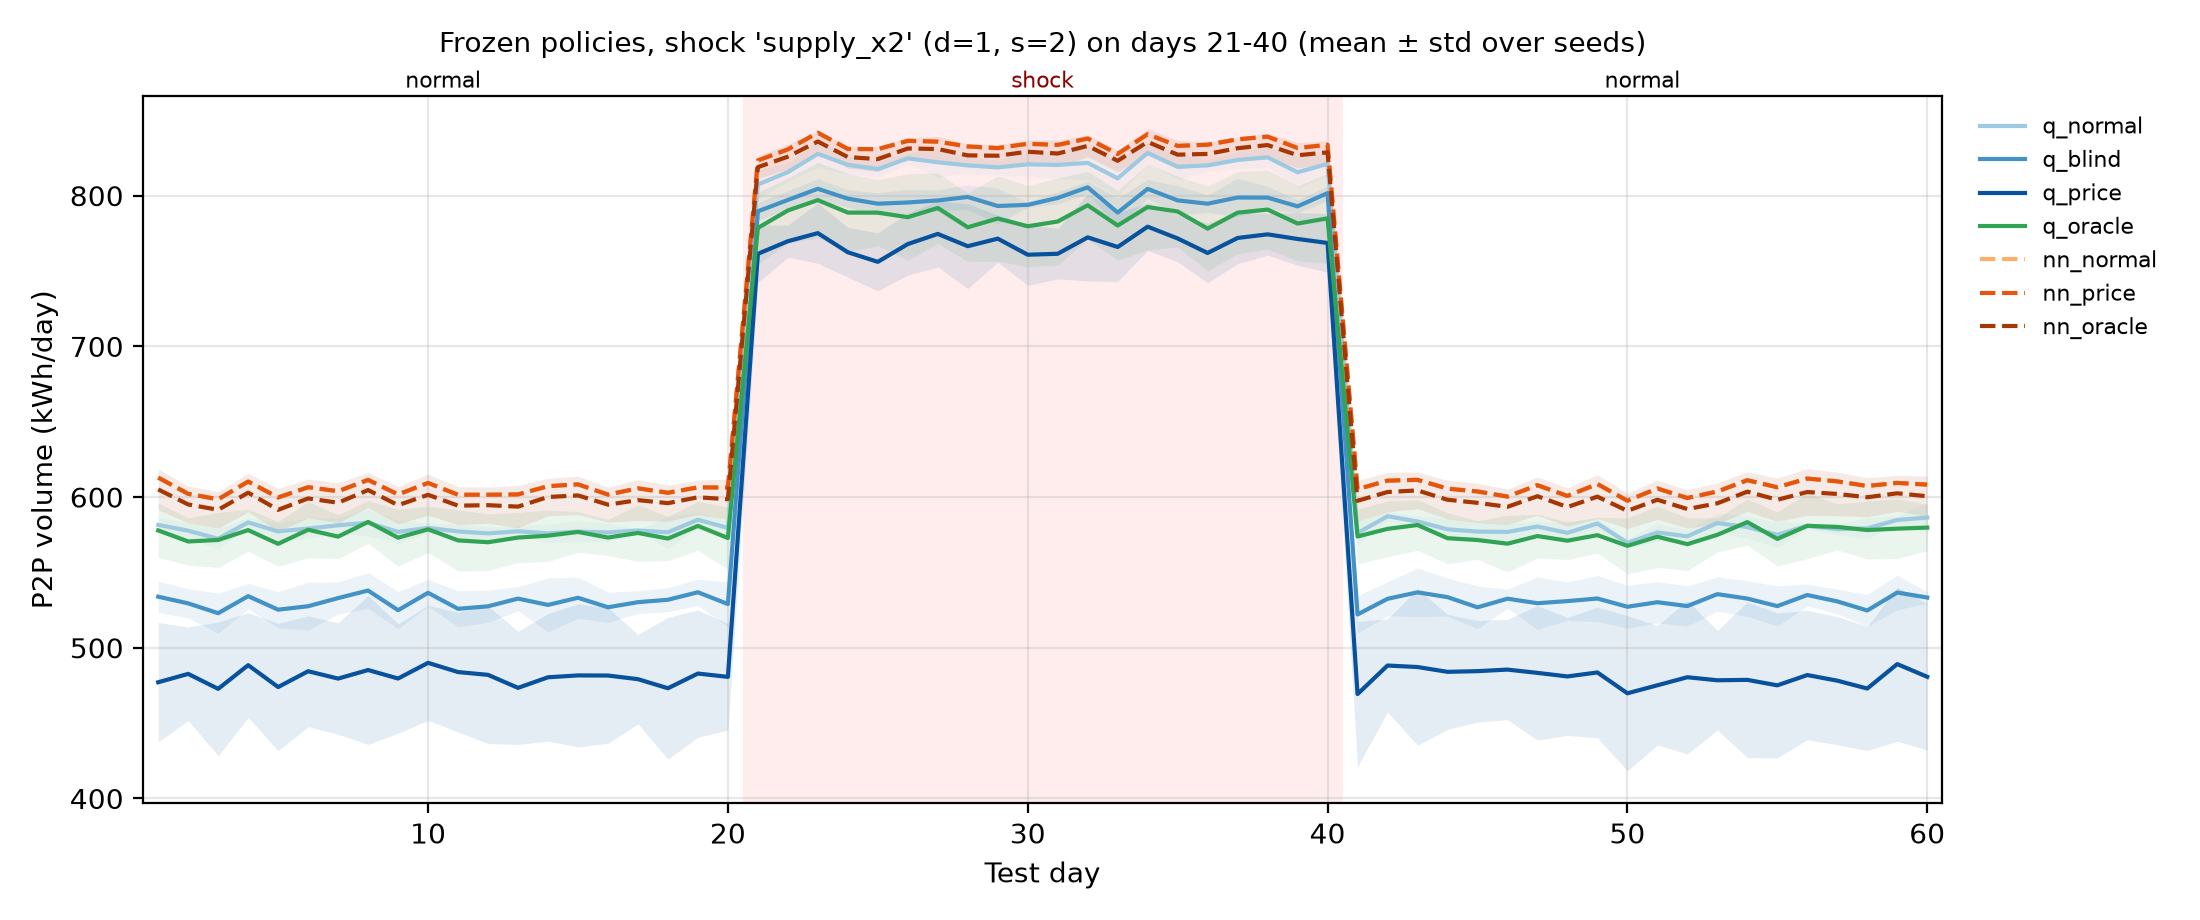 Frozen policies, shock 'supply_x2' (d=1, s=2) on days 21-40 (mean ± std over seeds)
normal
shock
normal
q_normal
q_blind
q_price
q_oracle
nn_normal
nn_price
nn_oracle
P2P volume (kWh/day)
800
700
600
500
400
10
20
30
40
50
60
Test day